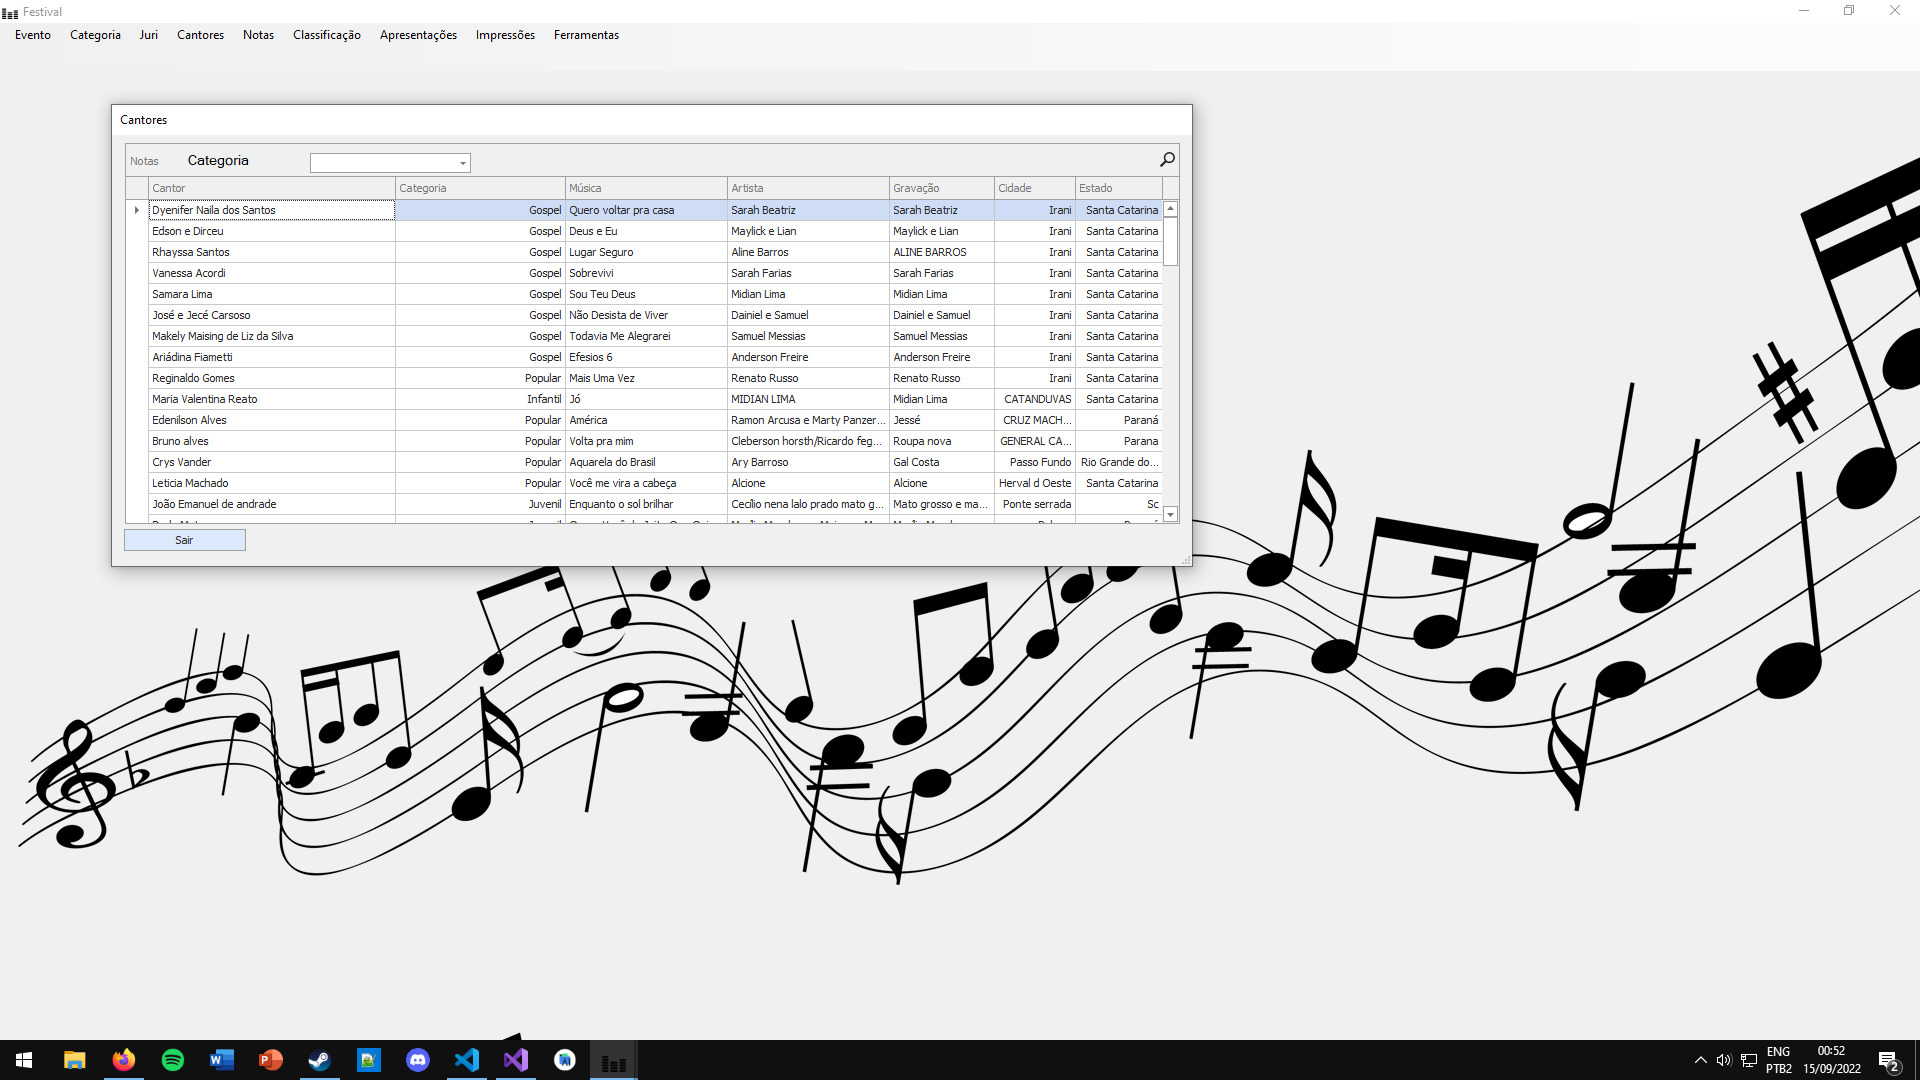 Festival
Evento Categoria Juri Cantores Notas Classificação Apresentações Impressões Ferramentas
Cantores
Notas Categoria
Cantor Categoria Música Artista Gravação Cidade Estado
Dyenifer Naila dos Santos Gospel Quero voltar pra casa Sarah Beatriz Sarah Beatriz Irani Santa Catarina
Edson e Dirceu Gospel Deus e Eu Maylick e Lian Maylick e Lian Irani Santa Catarina
Rhayssa Santos Gospel Lugar Seguro Aline Barros ALINE BARROS Irani Santa Catarina
Vanessa Acordi Gospel Sobrevivi Sarah Farias Sarah Farias Irani Santa Catarina
Samara Lima Gospel Sou Teu Deus Midian Lima Midian Lima Irani Santa Catarina
José e Jecé Carsoso Gospel Não Desista de Viver Dainiel e Samuel Dainiel e Samuel Irani Santa Catarina
Makely Maising de Liz da Silva Gospel Todavia Me Alegrarei Samuel Messias Samuel Messias Irani Santa Catarina
Ariádina Fiametti Gospel Efesios 6 Anderson Freire Anderson Freire Irani Santa Catarina
Reginaldo Gomes Popular Mais Uma Vez Renato Russo Renato Russo Irani Santa Catarina
Maria Valentina Reato Infantil Jó MIDIAN LIMA Midian Lima CATANDUVAS Santa Catarina
Edenilson Alves Popular América Ramon Arcusa e Marty Panzer... Jessé CRUZ MACH... Paraná
Bruno alves Popular Volta pra mim Cleberson horsth/Ricardo feg... Roupa nova GENERAL CA... Parana
Crys Vander Popular Aquarela do Brasil Ary Barroso Gal Costa Passo Fundo Rio Grande do...
Leticia Machado Popular Você me vira a cabeça Alcione Alcione Herval d Oeste Santa Catarina
João Emanuel de andrade Juvenil Enquanto o sol brilhar Cecílio nena lalo prado mato g... Mato grosso e ma... Ponte serrada Sc
Sair
ENG 00:52
PTB2 15/09/2022 2